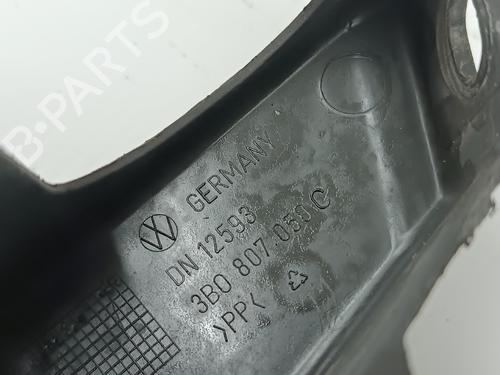 B-PARTS
GERMANY
DN 12593
3B0 807 050 C
>PP<